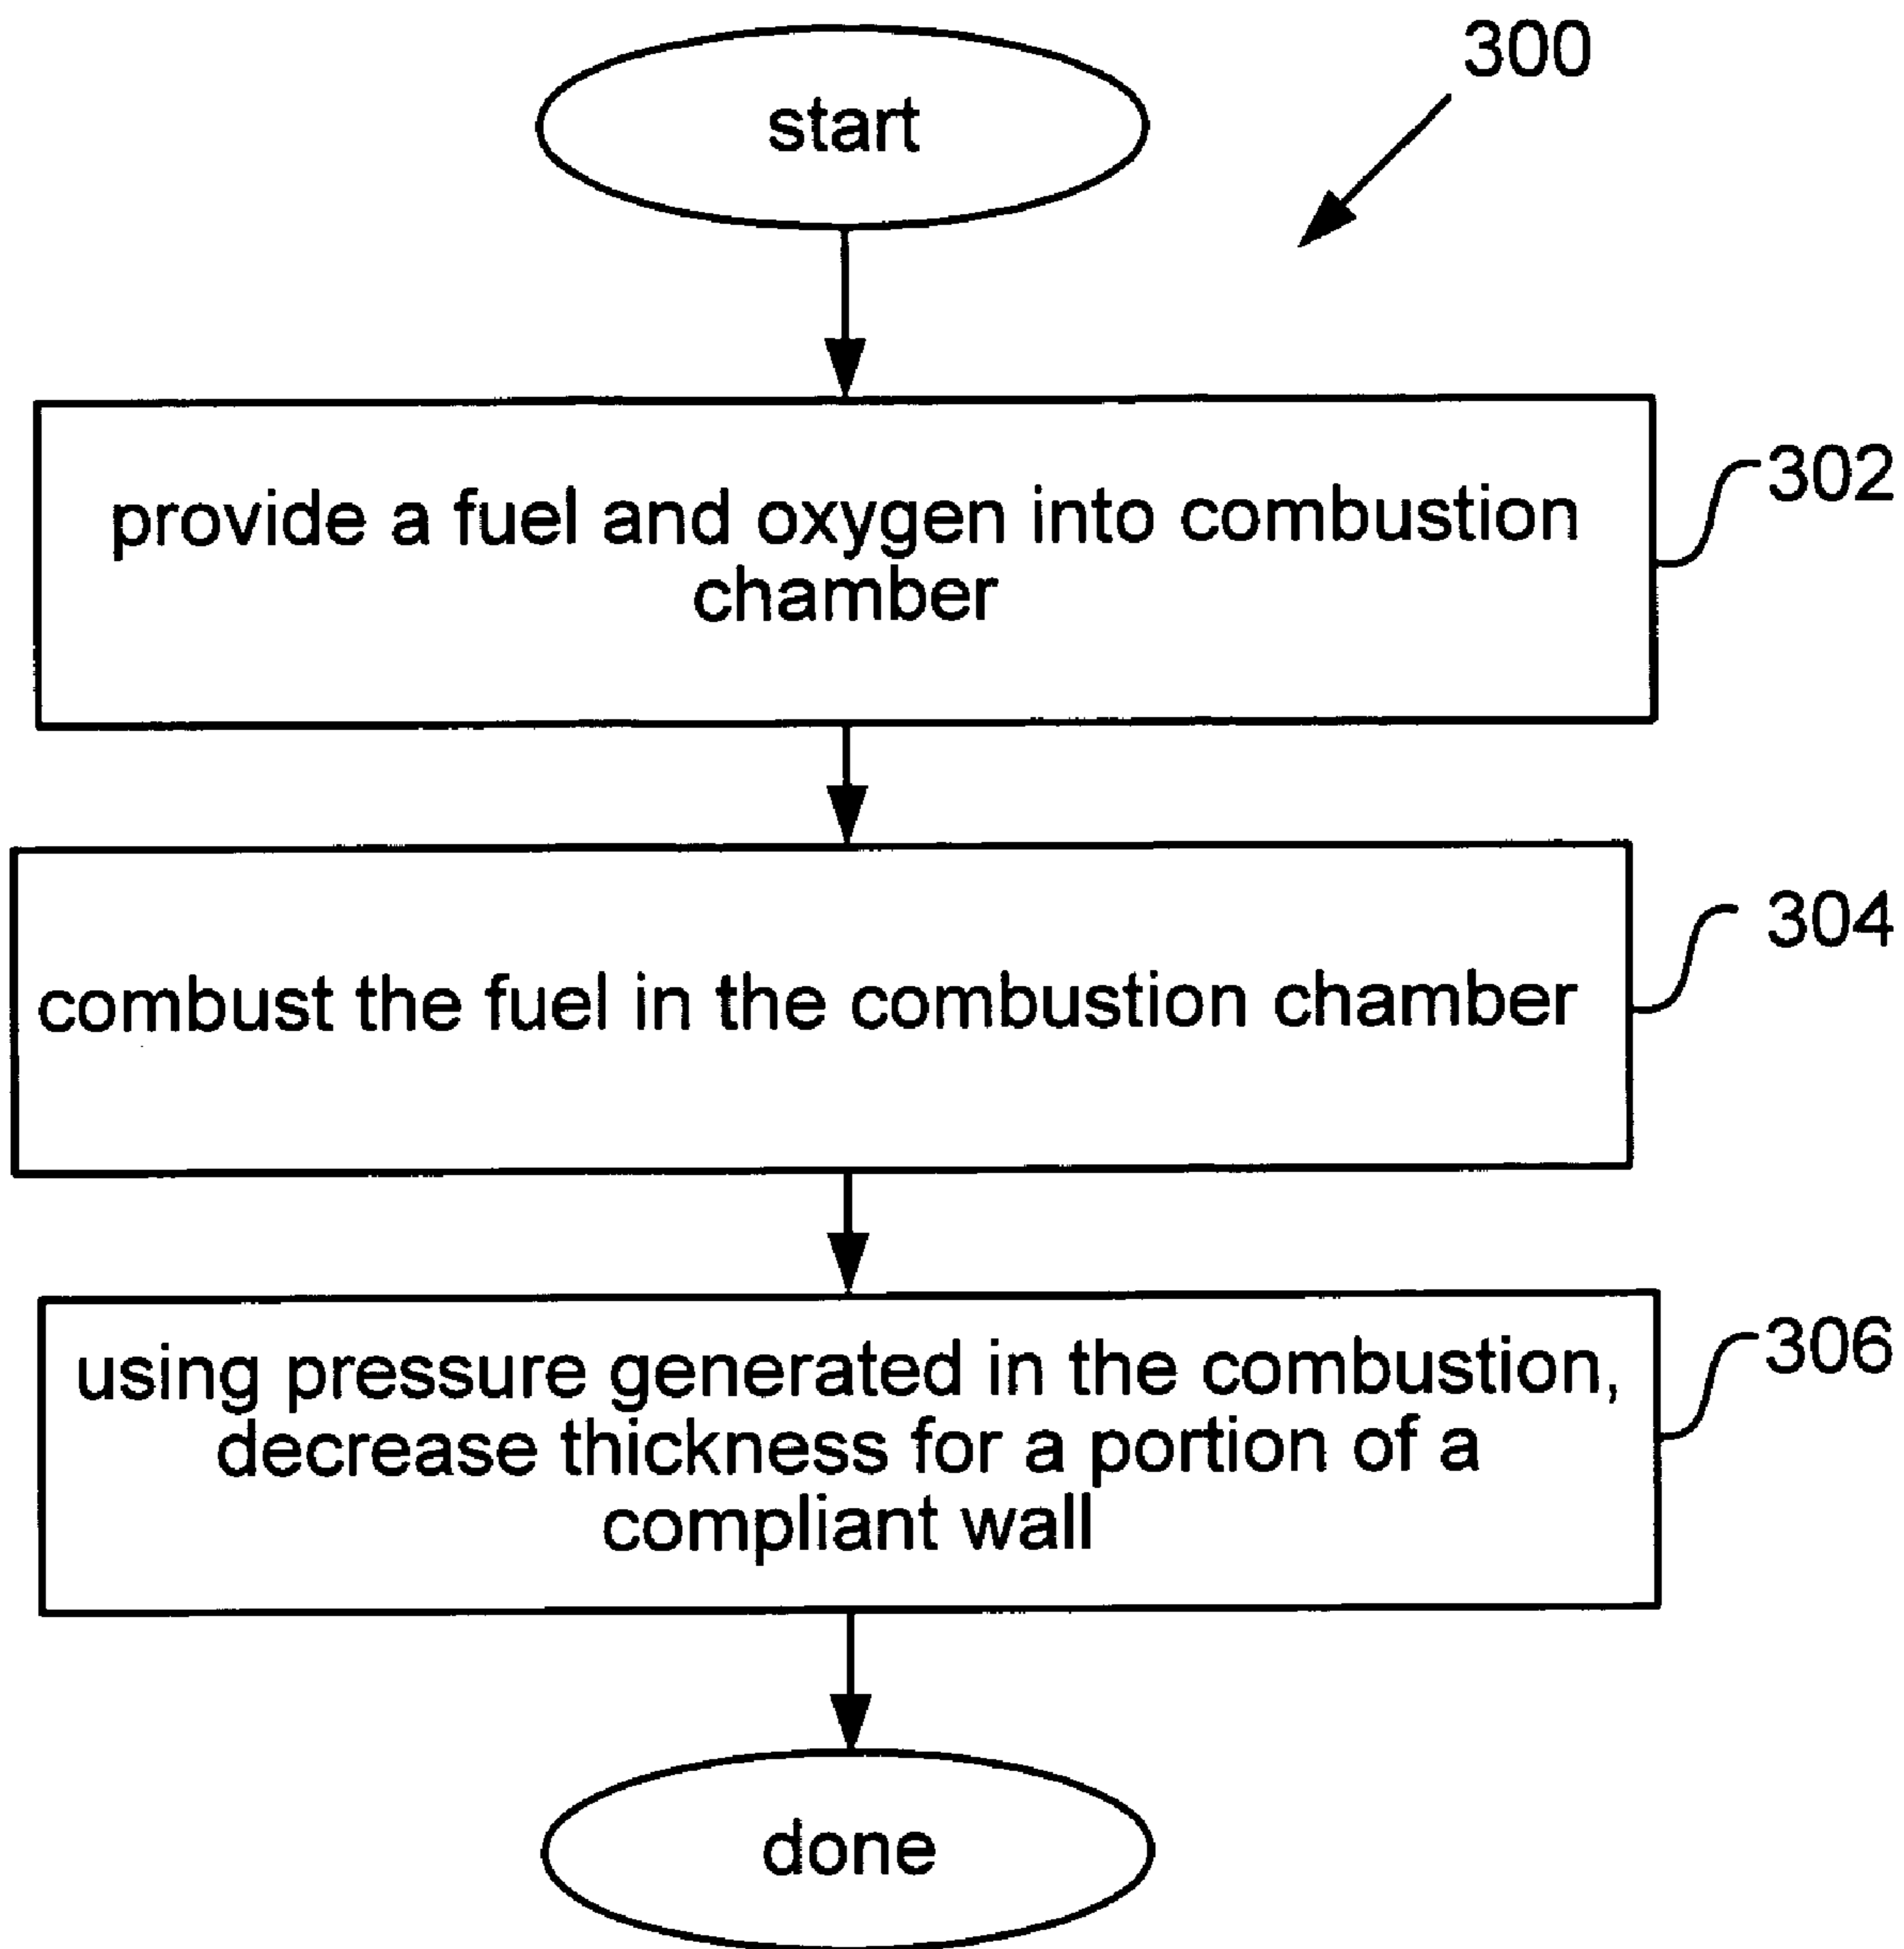 300
start
provide a fuel and oxygen into combustion
chamber
302
combust the fuel in the combustion chamber
304
using pressure generated in the combustion,
decrease thickness for a portion of a
compliant wall
306
done